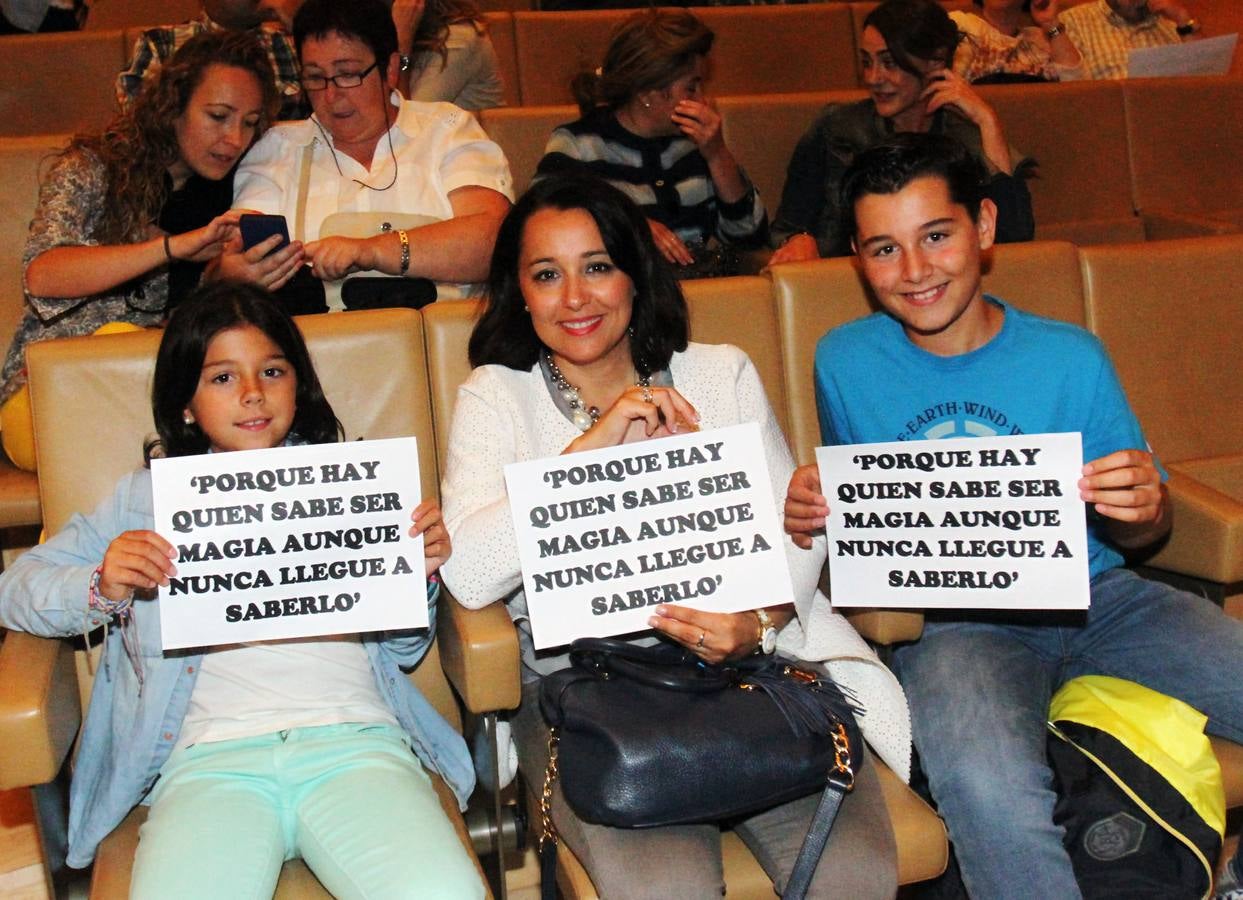 ‘PORQUE HAY
QUIEN SABE SER
MAGIA AUNQUE
NUNCA LLEGUE A
SABERLO’
‘PORQUE HAY
QUIEN SABE SER
MAGIA AUNQUE
NUNCA LLEGUE A
SABERLO’
EARTH·WIND
‘PORQUE HAY
QUIEN SABE SER
MAGIA AUNQUE
NUNCA LLEGUE A
SABERLO’